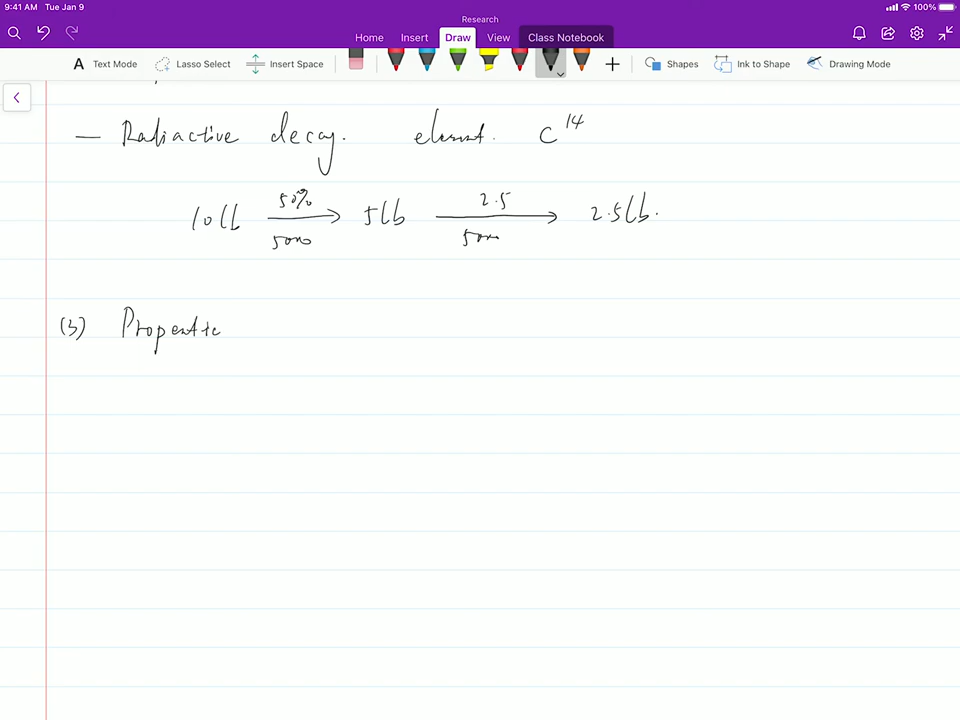 9:41 AM Tue Jan 9
100%
Research
Home Insert Draw View Class Notebook
Text Mode Lasso Select Insert Space Shapes Ink to Shape Drawing Mode
— Radiactive decay. C14
10lb 50% 5000 5lb 2.5 2.5lb.
(3) Propertie